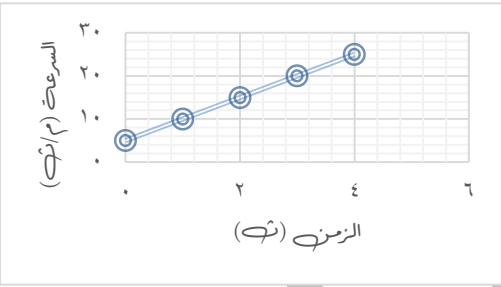 ٣٠
٢٠
١٠
٠
السرعة (م/ث)
٠ ٢ ٤ ٦
الزمن (ث)